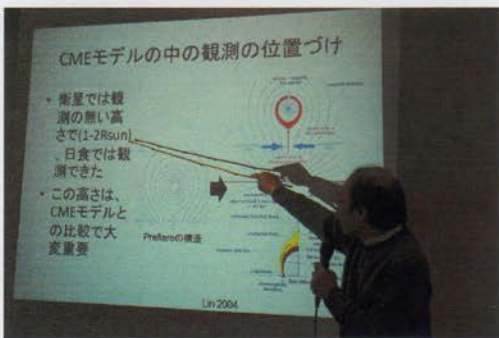 CMEモデルの中の観測の位置づけ
• 衛星では観
測の無い高
さで(1-2Rsun)
、日食では観
測できた
• この高さは、
CMEモデルと
の比較で大
変重要
Preflareの構造
Lin 2004